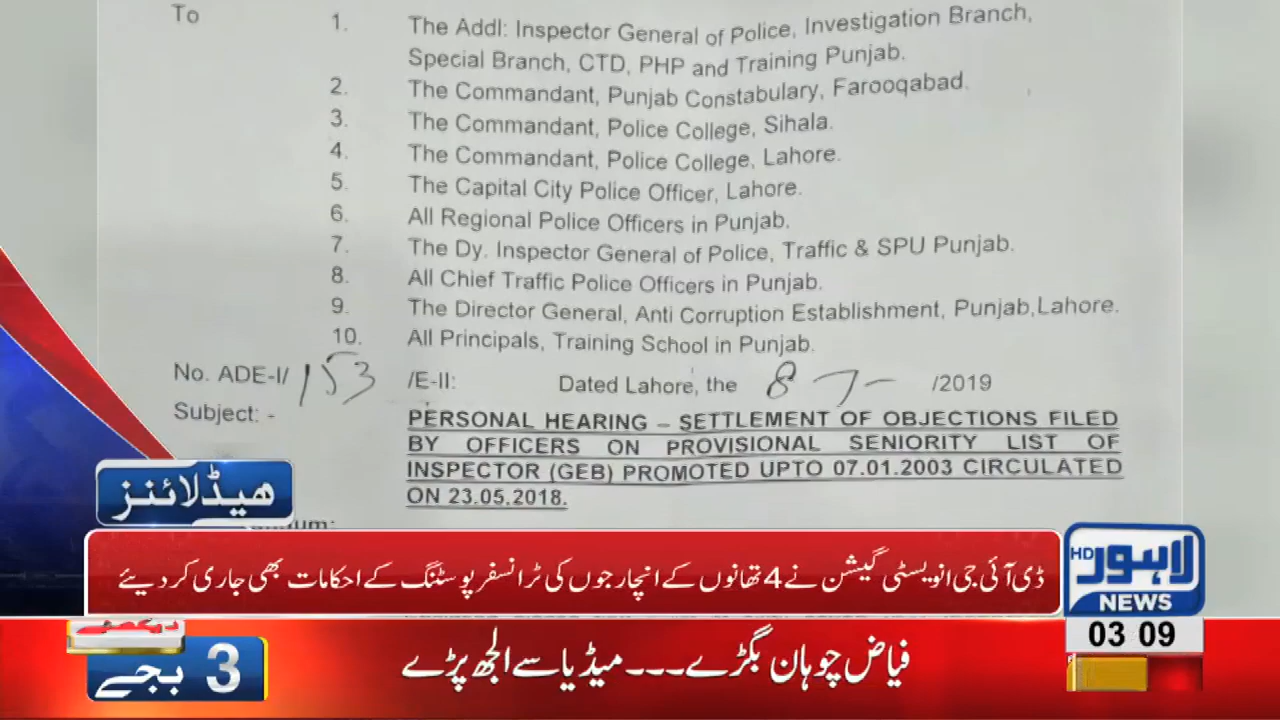 To
1. The Addl: Inspector General of Police, Investigation Branch,
Special Branch, CTD, PHP and Training Punjab.
2. The Commandant, Punjab Constabulary, Farooqabad.
3. The Commandant, Police College, Sihala.
4. The Commandant, Police College, Lahore.
5. The Capital City Police Officer, Lahore.
6. All Regional Police Officers in Punjab.
7. The Dy. Inspector General of Police, Traffic & SPU Punjab.
8. All Chief Traffic Police Officers in Punjab.
9. The Director General, Anti Corruption Establishment, Punjab,Lahore.
10. All Principals, Training School in Punjab.
No. ADE-I/153 /E-II: Dated Lahore, the 8-7- /2019
Subject: -
PERSONAL HEARING – SETTLEMENT OF OBJECTIONS FILED
BY OFFICERS ON PROVISIONAL SENIORITY LIST OF
INSPECTOR (GEB) PROMOTED UPTO 07.01.2003 CIRCULATED
ON 23.05.2018.
ھیڈلائنز
ڈی آئی جی انویسٹی گیشن نے 4 تھانوں کے انچارجوں کی ٹرانسفر پوسٹنگ کے احکامات بھی جاری کر دیئے
HD لاہور
NEWS
03 09
دیکھئے
3 بجے
فیاض چوہان بگڑے۔۔۔میڈیا سے الجھ پڑے